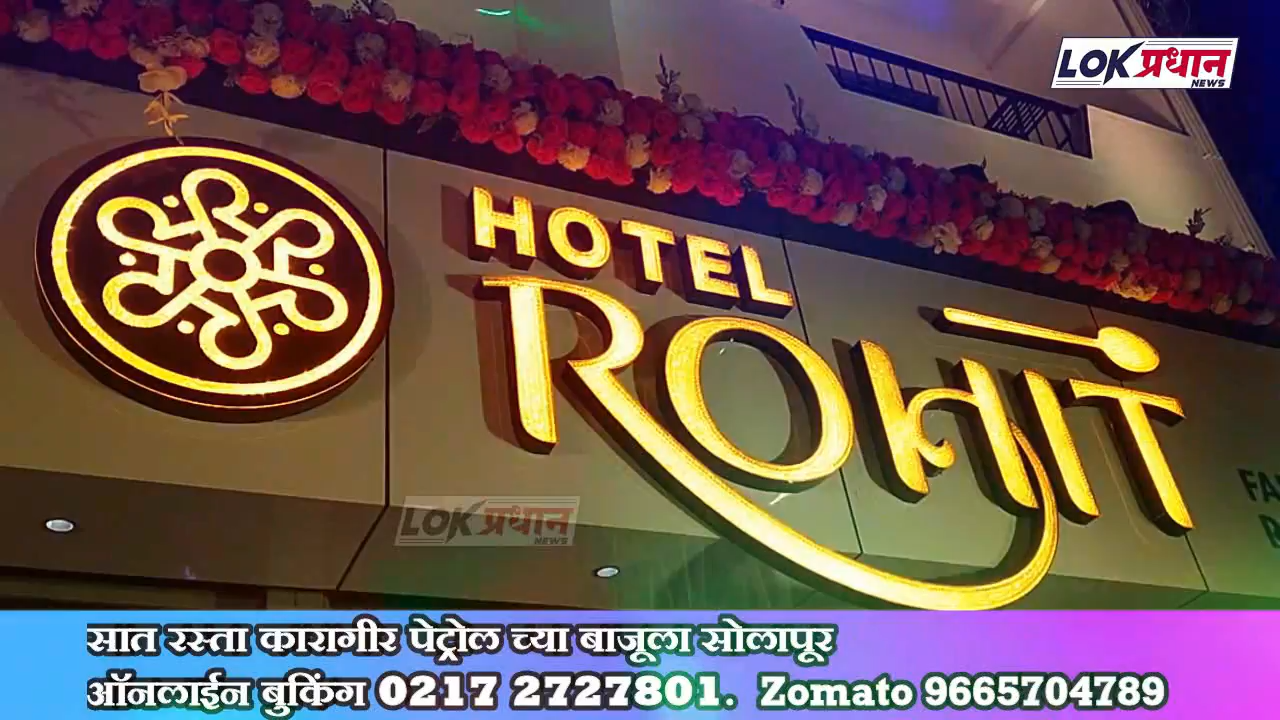 LOK प्रधान
NEWS
HOTEL
ROHIT
LOK प्रधान
NEWS
सात रस्ता कारागीर पेट्रोल च्या बाजूला सोलापूर
ऑनलाईन बुकिंग 0217 2727801. Zomato 9665704789